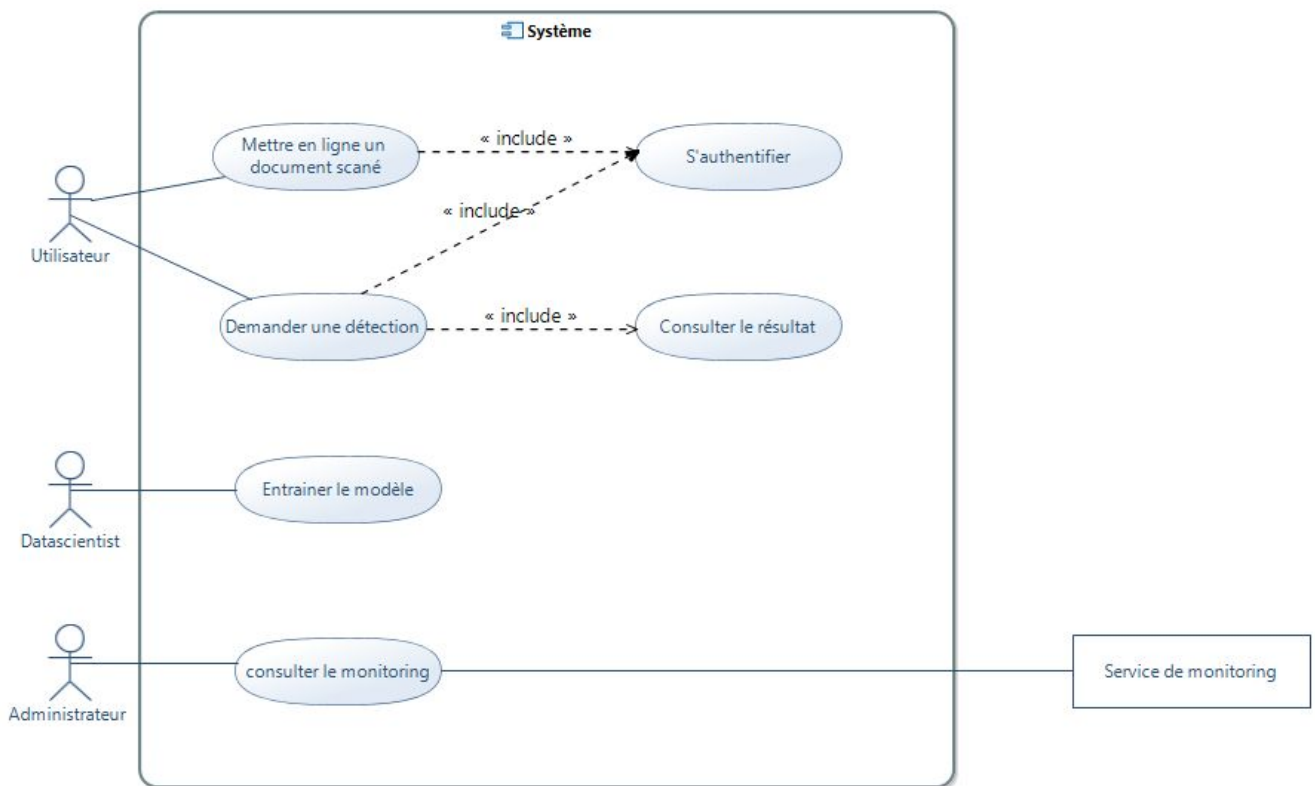 Système
Mettre en ligne un
document scané
« include »
S'authentifier
« include »
Utilisateur
Demander une détection
« include »
Consulter le résultat
Entrainer le modèle
Datascientist
consulter le monitoring
Service de monitoring
Administrateur